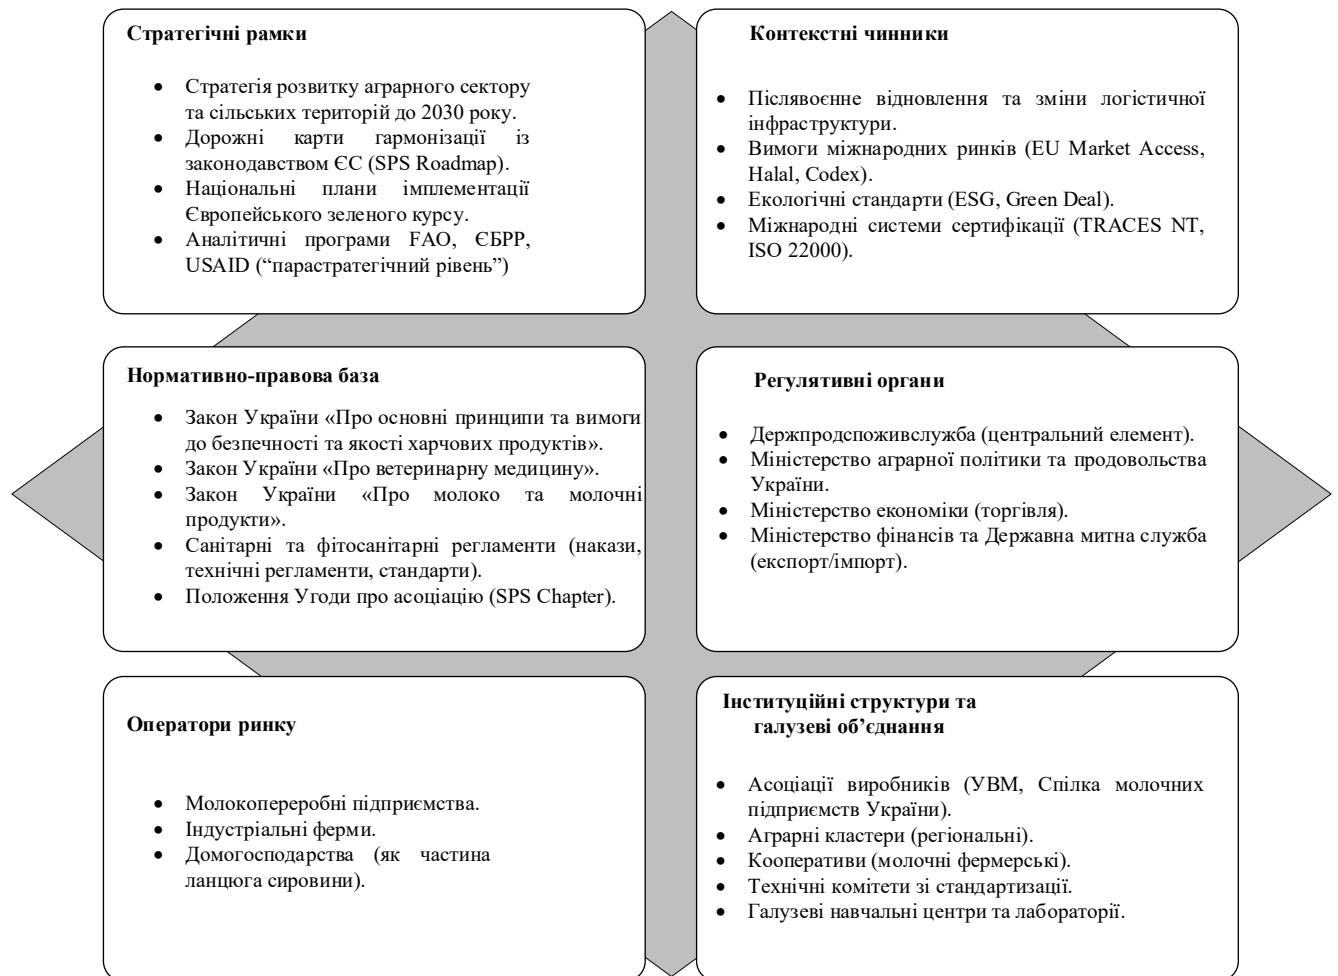 Стратегічні рамки
• Стратегія розвитку аграрного сектору
та сільських територій до 2030 року.
• Дорожні карти гармонізації із
законодавством ЄС (SPS Roadmap).
• Національні плани імплементації
Європейського зеленого курсу.
• Аналітичні програми FAO, ЄБРР,
USAID (“парастратегічний рівень”)
Контекстні чинники
• Післявоєнне відновлення та зміни логістичної
інфраструктури.
• Вимоги міжнародних ринків (EU Market Access,
Halal, Codex).
• Екологічні стандарти (ESG, Green Deal).
• Міжнародні системи сертифікації (TRACES NT,
ISO 22000).
Нормативно-правова база
• Закон України «Про основні принципи та вимоги
до безпечності та якості харчових продуктів».
• Закон України «Про ветеринарну медицину».
• Закон України «Про молоко та молочні
продукти».
• Санітарні та фітосанітарні регламенти (накази,
технічні регламенти, стандарти).
• Положення Угоди про асоціацію (SPS Chapter).
Регулятивні органи
• Держпродспоживслужба (центральний елемент).
• Міністерство аграрної політики та продовольства
України.
• Міністерство економіки (торгівля).
• Міністерство фінансів та Державна митна служба
(експорт/імпорт).
Оператори ринку
• Молокопереробні підприємства.
• Індустріальні ферми.
• Домогосподарства (як частина
ланцюга сировини).
Інституційні структури та
галузеві об’єднання
• Асоціації виробників (УВМ, Спілка молочних
підприємств України).
• Аграрні кластери (регіональні).
• Кооперативи (молочні фермерські).
• Технічні комітети зі стандартизації.
• Галузеві навчальні центри та лабораторії.